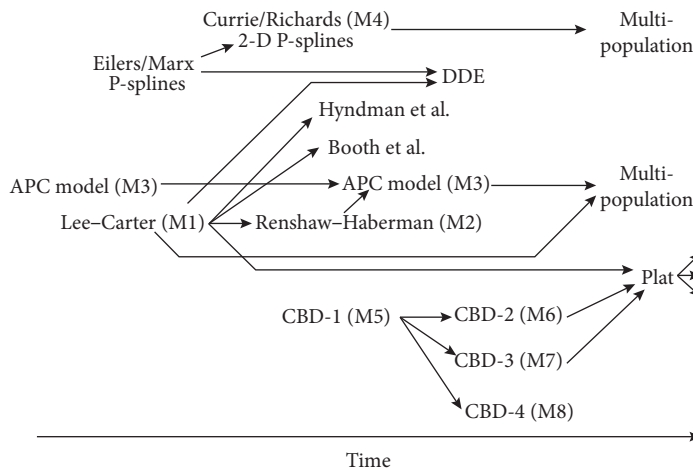 Currie/Richards (M4)
2-D P-splines
Multi-
population
Eilers/Marx
P-splines
DDE
Hyndman et al.
Booth et al.
APC model (M3)
APC model (M3)
Multi-
population
Lee–Carter (M1)
Renshaw–Haberman (M2)
Plat
CBD-1 (M5)
CBD-2 (M6)
CBD-3 (M7)
CBD-4 (M8)
Time